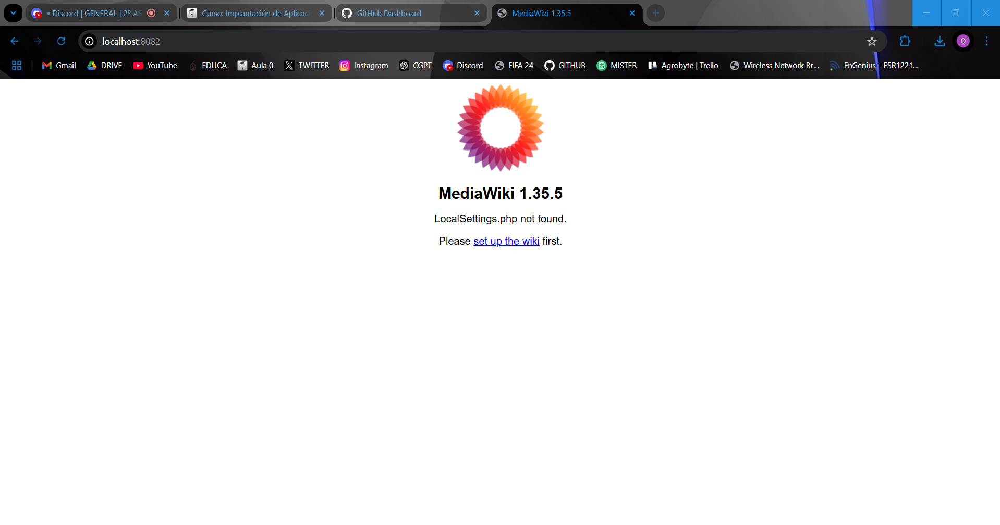 • Discord | GENERAL | 2º AS
Curso: Implantación de Aplicaci
GitHub Dashboard
MediaWiki 1.35.5
localhost:8082
O
Gmail
DRIVE
YouTube
EDUCA
Aula 0
TWITTER
Instagram
CGPT
Discord
FIFA 24
GITHUB
MISTER
Agrobyte | Trello
Wireless Network Br...
EnGenius - ESR1221...
MediaWiki 1.35.5
LocalSettings.php not found.
Please set up the wiki first.